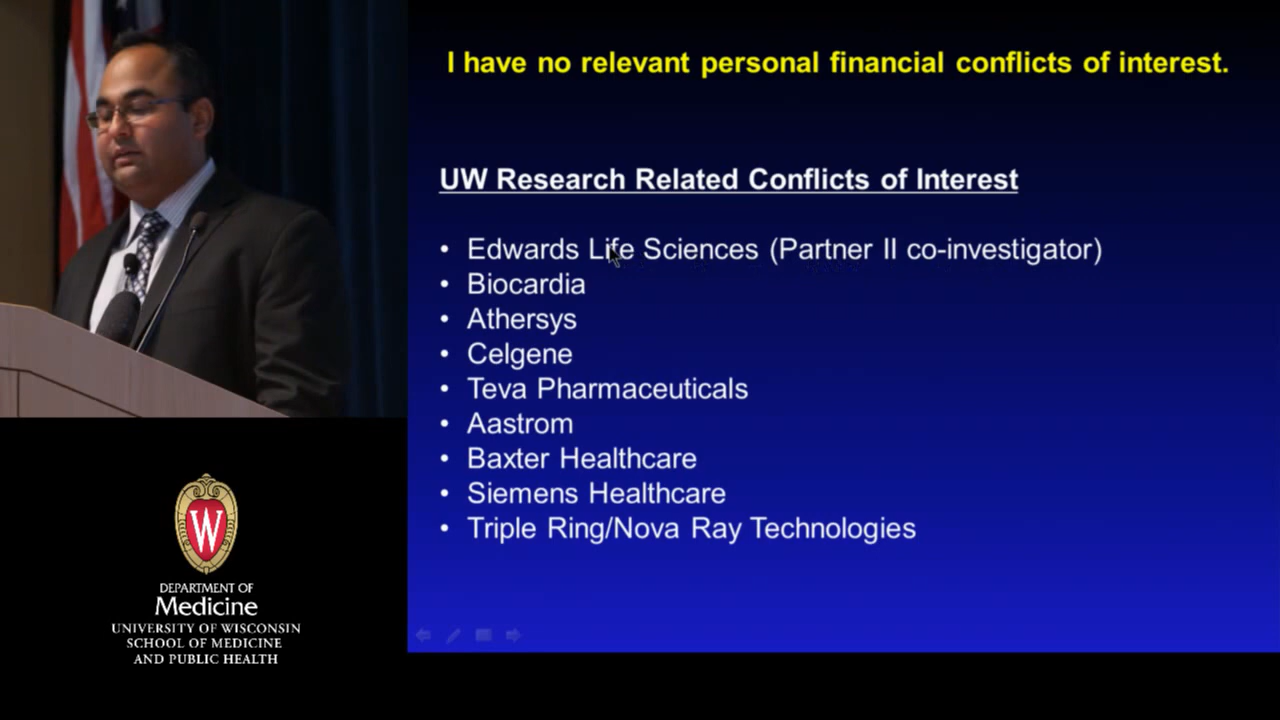 I have no relevant personal financial conflicts of interest.
UW Research Related Conflicts of Interest
• Edwards Life Sciences (Partner II co-investigator)
• Biocardia
• Athersys
• Celgene
• Teva Pharmaceuticals
• Aastrom
• Baxter Healthcare
• Siemens Healthcare
• Triple Ring/Nova Ray Technologies
W
DEPARTMENT OF
Medicine
UNIVERSITY OF WISCONSIN
SCHOOL OF MEDICINE
AND PUBLIC HEALTH